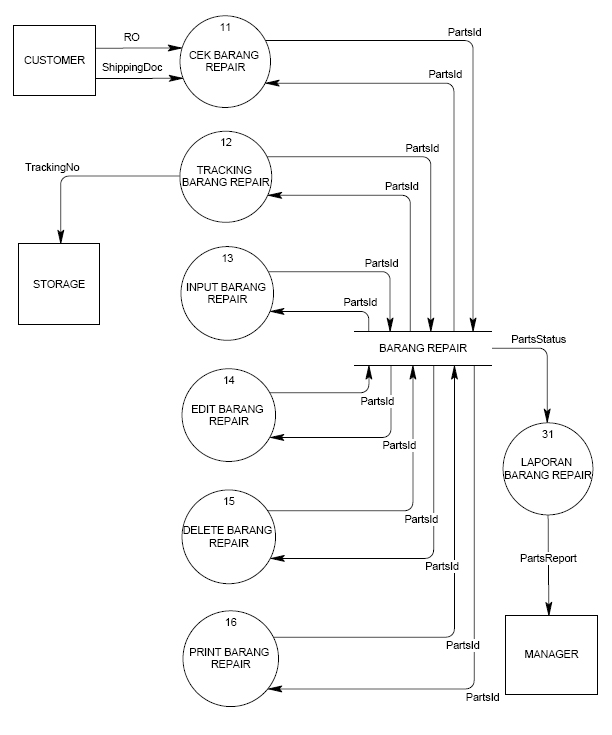 CUSTOMER
RO
ShippingDoc
11
CEK BARANG
REPAIR
PartsId
PartsId
12
TRACKING
BARANG REPAIR
PartsId
PartsId
TrackingNo
STORAGE
13
INPUT BARANG
REPAIR
PartsId
PartsId
BARANG REPAIR
PartsStatus
14
EDIT BARANG
REPAIR
PartsId
PartsId
31
LAPORAN
BARANG REPAIR
15
DELETE BARANG
REPAIR
PartsId
PartsId
PartsReport
16
PRINT BARANG
REPAIR
PartsId
PartsId
MANAGER